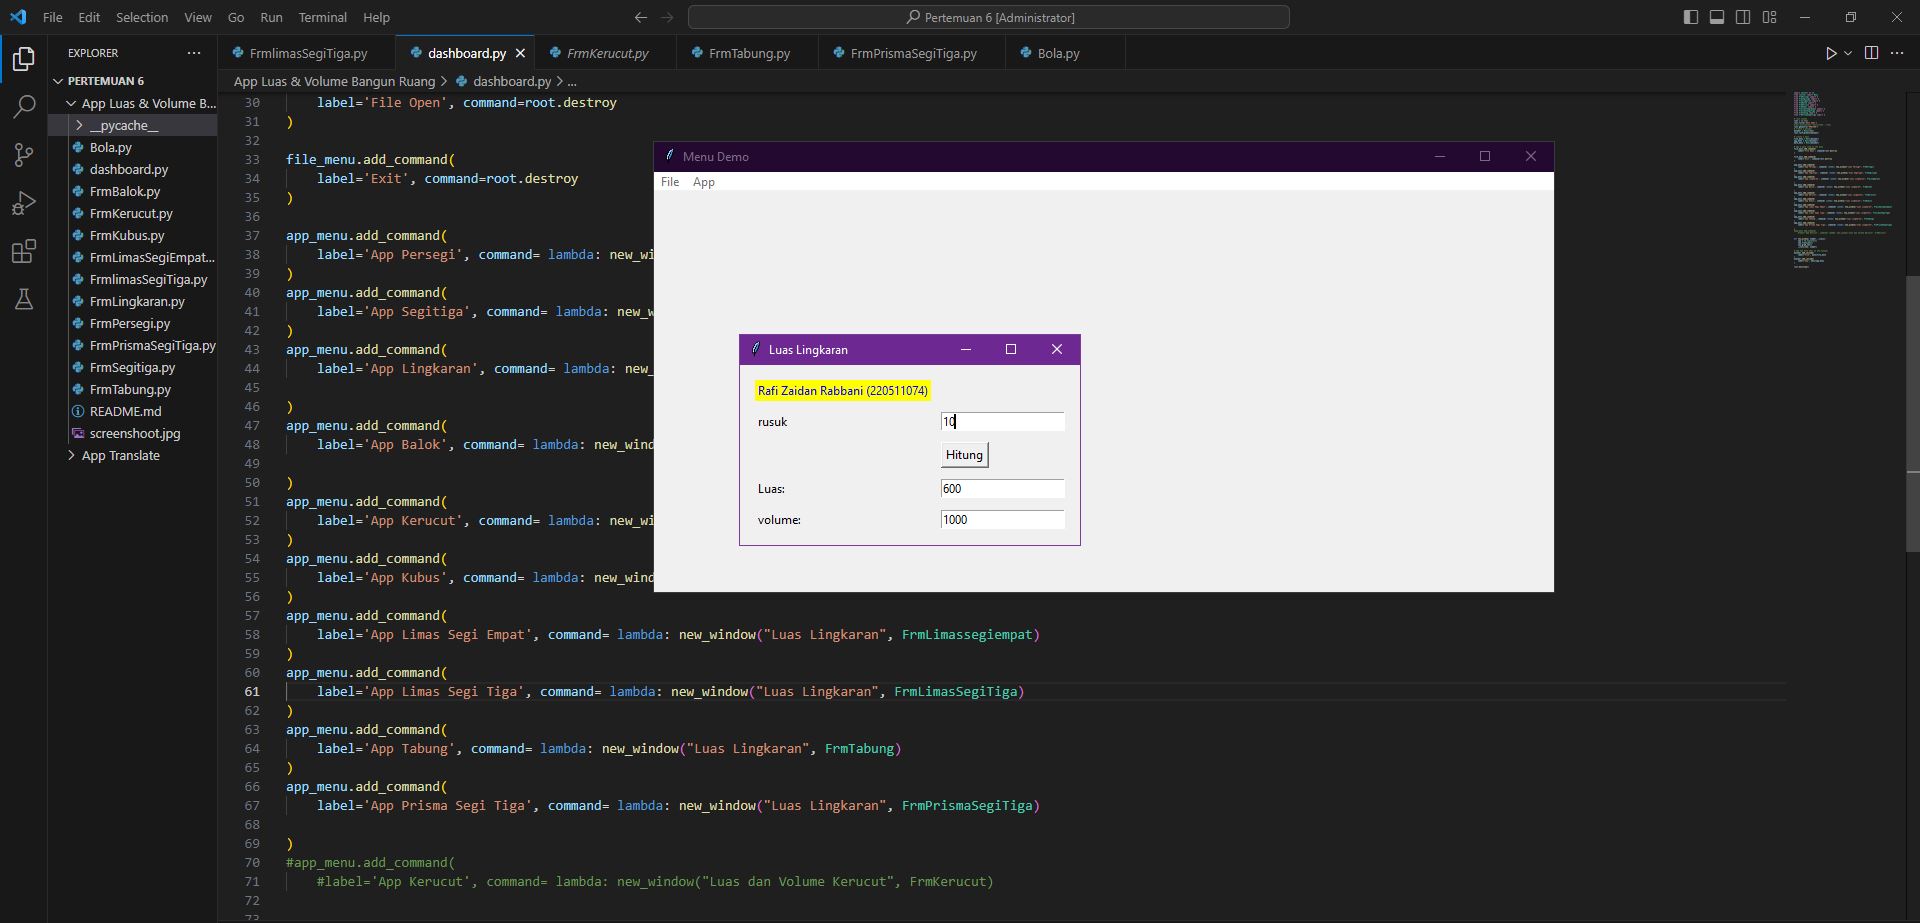 File Edit Selection View Go Run Terminal Help
Pertemuan 6 [Administrator]
EXPLORER
PERTEMUAN 6
App Luas & Volume B...
__pycache__
Bola.py
dashboard.py
FrmBalok.py
FrmKerucut.py
FrmKubus.py
FrmLimasSegiEmpat...
FrmlimasSegiTiga.py
FrmLingkaran.py
FrmPersegi.py
FrmPrismaSegiTiga.py
FrmSegitiga.py
FrmTabung.py
README.md
screenshoot.jpg
App Translate
FrmlimasSegiTiga.py dashboard.py FrmKerucut.py FrmTabung.py FrmPrismaSegiTiga.py Bola.py
App Luas & Volume Bangun Ruang > dashboard.py > ...
30 label='File Open', command=root.destroy
31 )
32
33 file_menu.add_command(
34 label='Exit', command=root.destroy
35 )
36
37 app_menu.add_command(
38 label='App Persegi', command= lambda: new_wi
39 )
40 app_menu.add_command(
41 label='App Segitiga', command= lambda: new_w
42 )
43 app_menu.add_command(
44 label='App Lingkaran', command= lambda: new_
45
46 )
47 app_menu.add_command(
48 label='App Balok', command= lambda: new_wind
49
50 )
51 app_menu.add_command(
52 label='App Kerucut', command= lambda: new_wi
53 )
54 app_menu.add_command(
55 label='App Kubus', command= lambda: new_wind
56 )
57 app_menu.add_command(
58 label='App Limas Segi Empat', command= lambda: new_window("Luas Lingkaran", FrmLimassegiempat)
59 )
60 app_menu.add_command(
61 label='App Limas Segi Tiga', command= lambda: new_window("Luas Lingkaran", FrmLimasSegiTiga)
62 )
63 app_menu.add_command(
64 label='App Tabung', command= lambda: new_window("Luas Lingkaran", FrmTabung)
65 )
66 app_menu.add_command(
67 label='App Prisma Segi Tiga', command= lambda: new_window("Luas Lingkaran", FrmPrismaSegiTiga)
68
69 )
70 #app_menu.add_command(
71 #label='App Kerucut', command= lambda: new_window("Luas dan Volume Kerucut", FrmKerucut)
72
73
Menu Demo
File App
Luas Lingkaran
Rafi Zaidan Rabbani (220511074)
rusuk 10
Hitung
Luas: 600
volume: 1000